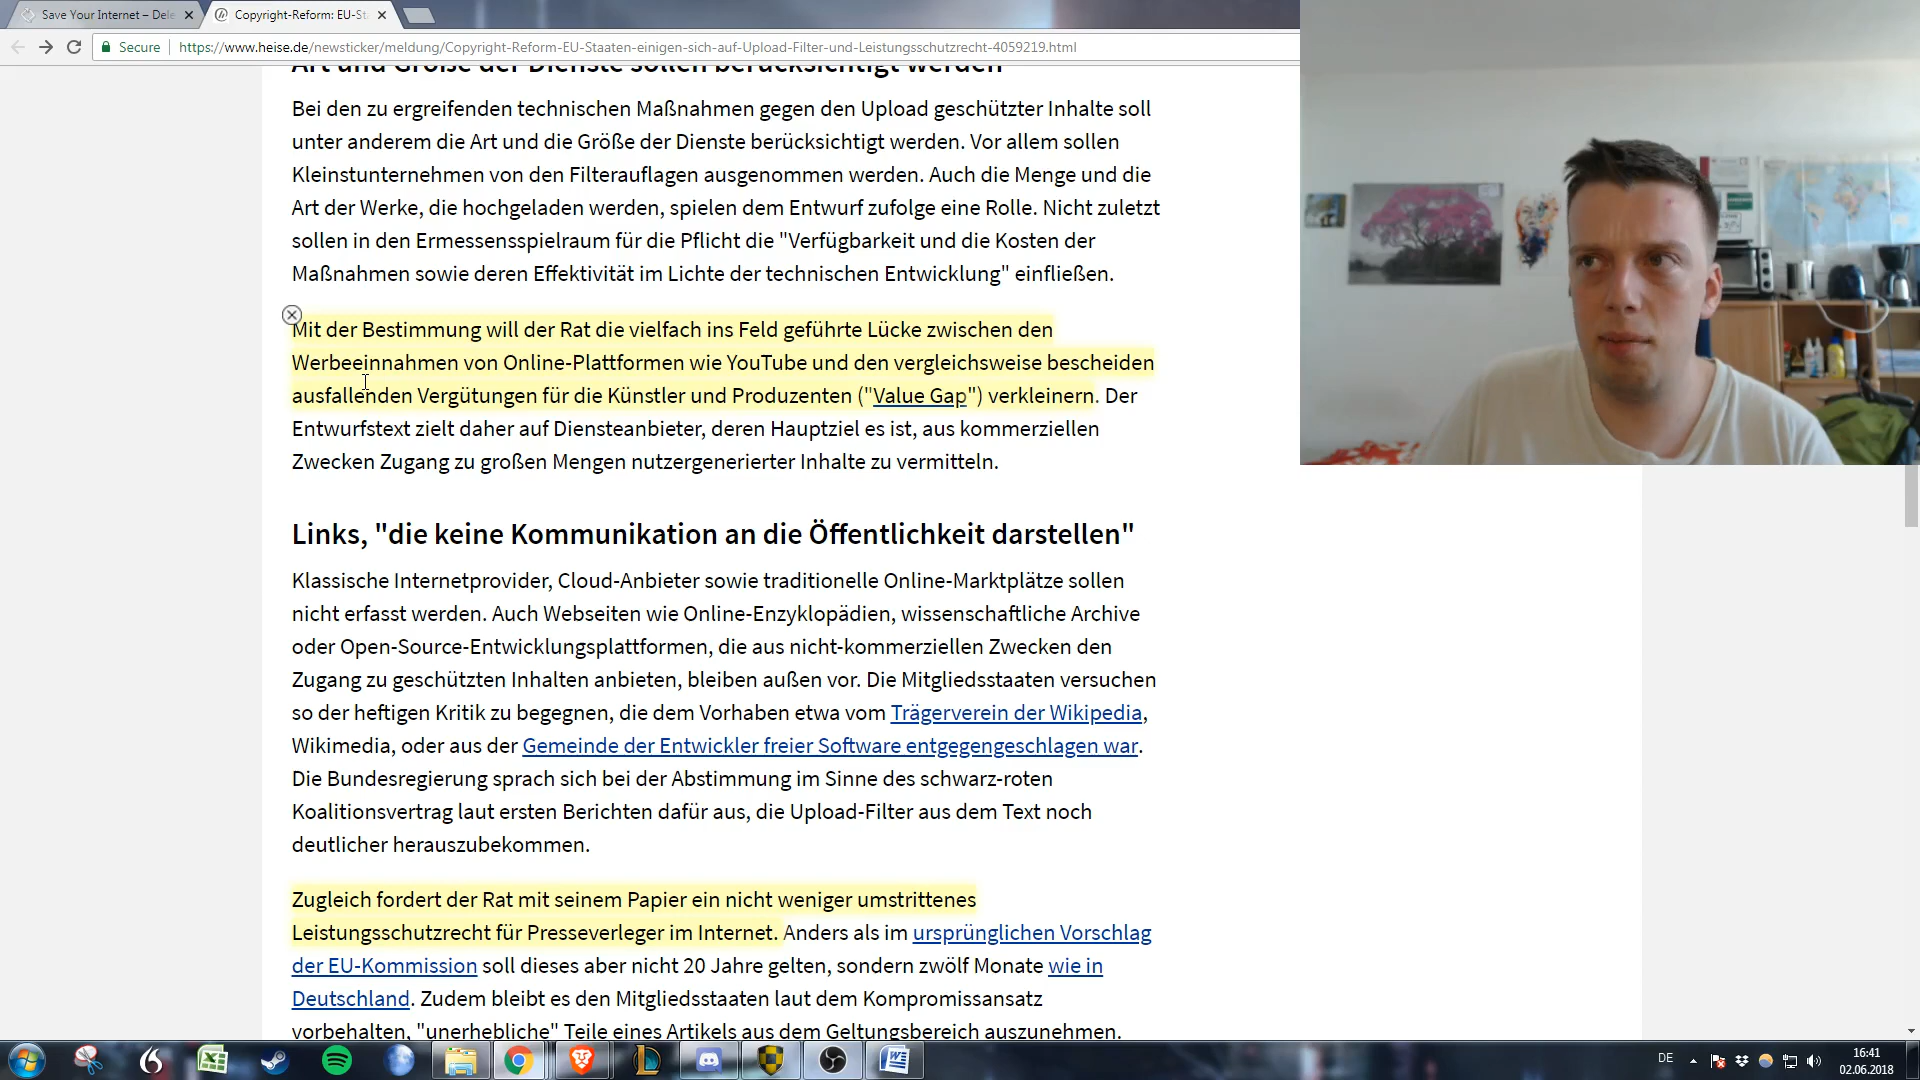 Save Your Internet – Dele
Copyright-Reform: EU-St
Secure
https://www.heise.de/newsticker/meldung/Copyright-Reform-EU-Staaten-einigen-sich-auf-Upload-Filter-und-Leistungsschutzrecht-4059219.html
Art und Größe der Dienste sollen berücksichtigt werden
Bei den zu ergreifenden technischen Maßnahmen gegen den Upload geschützter Inhalte soll
unter anderem die Art und die Größe der Dienste berücksichtigt werden. Vor allem sollen
Kleinstunternehmen von den Filterauflagen ausgenommen werden. Auch die Menge und die
Art der Werke, die hochgeladen werden, spielen dem Entwurf zufolge eine Rolle. Nicht zuletzt
sollen in den Ermessensspielraum für die Pflicht die "Verfügbarkeit und die Kosten der
Maßnahmen sowie deren Effektivität im Lichte der technischen Entwicklung" einfließen.
Mit der Bestimmung will der Rat die vielfach ins Feld geführte Lücke zwischen den
Werbeeinnahmen von Online-Plattformen wie YouTube und den vergleichsweise bescheiden
ausfallenden Vergütungen für die Künstler und Produzenten ("Value Gap") verkleinern. Der
Entwurfstext zielt daher auf Diensteanbieter, deren Hauptziel es ist, aus kommerziellen
Zwecken Zugang zu großen Mengen nutzergenerierter Inhalte zu vermitteln.
Links, "die keine Kommunikation an die Öffentlichkeit darstellen"
Klassische Internetprovider, Cloud-Anbieter sowie traditionelle Online-Marktplätze sollen
nicht erfasst werden. Auch Webseiten wie Online-Enzyklopädien, wissenschaftliche Archive
oder Open-Source-Entwicklungsplattformen, die aus nicht-kommerziellen Zwecken den
Zugang zu geschützten Inhalten anbieten, bleiben außen vor. Die Mitgliedsstaaten versuchen
so der heftigen Kritik zu begegnen, die dem Vorhaben etwa vom Trägerverein der Wikipedia,
Wikimedia, oder aus der Gemeinde der Entwickler freier Software entgegengeschlagen war.
Die Bundesregierung sprach sich bei der Abstimmung im Sinne des schwarz-roten
Koalitionsvertrag laut ersten Berichten dafür aus, die Upload-Filter aus dem Text noch
deutlicher herauszubekommen.
Zugleich fordert der Rat mit seinem Papier ein nicht weniger umstrittenes
Leistungsschutzrecht für Presseverleger im Internet. Anders als im ursprünglichen Vorschlag
der EU-Kommission soll dieses aber nicht 20 Jahre gelten, sondern zwölf Monate wie in
Deutschland. Zudem bleibt es den Mitgliedsstaaten laut dem Kompromissansatz
vorbehalten, "unerhebliche" Teile eines Artikels aus dem Geltungsbereich auszunehmen.
DE
16:41
02.06.2018